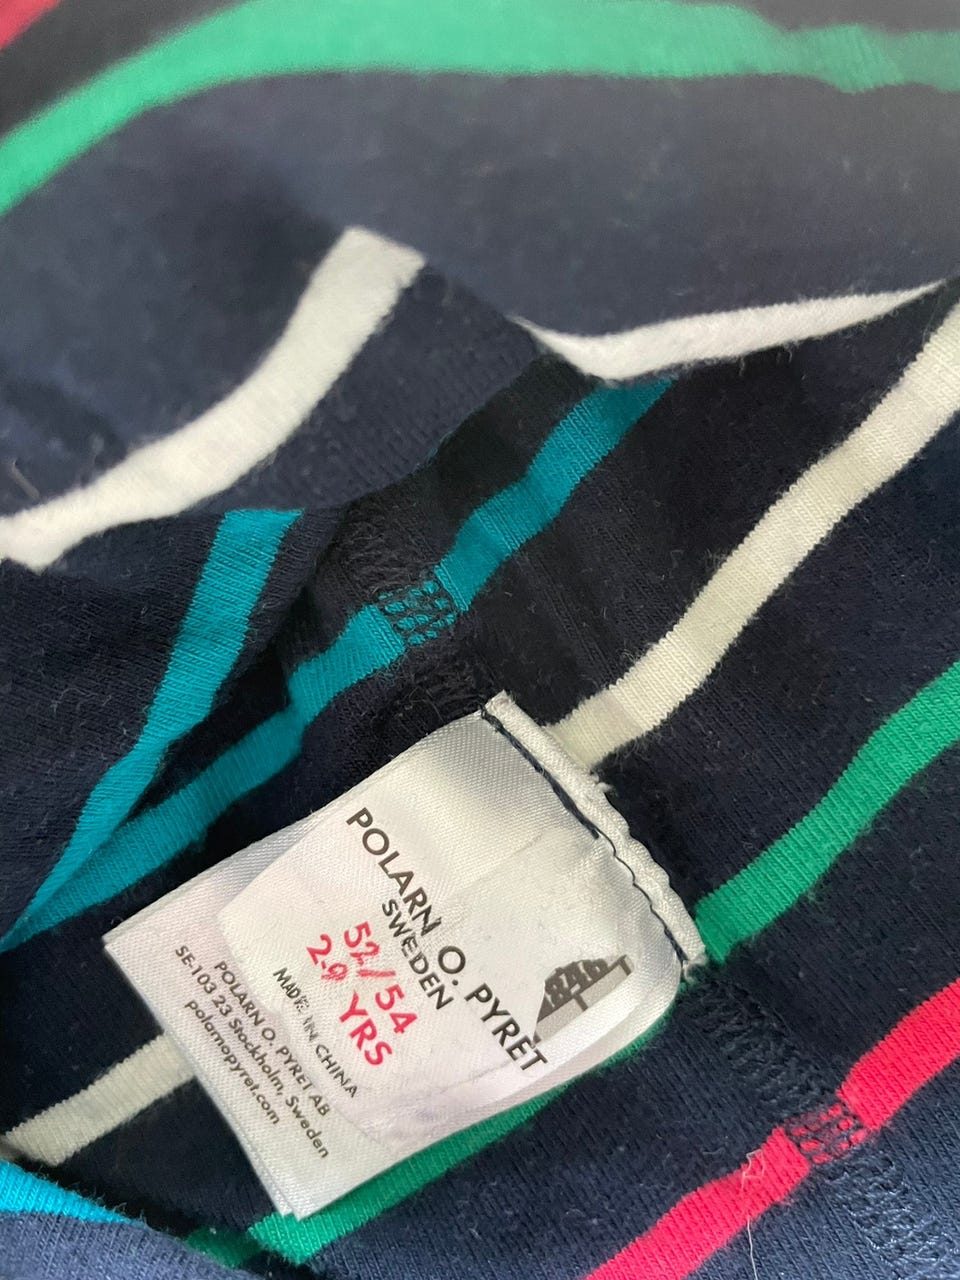 POLARN O. PYRET
SWEDEN
52/54
2-9 YRS
MADE IN CHINA
POLARN O. PYRET AB
SE-103 23 Stockholm, Sweden
polarnopyret.com